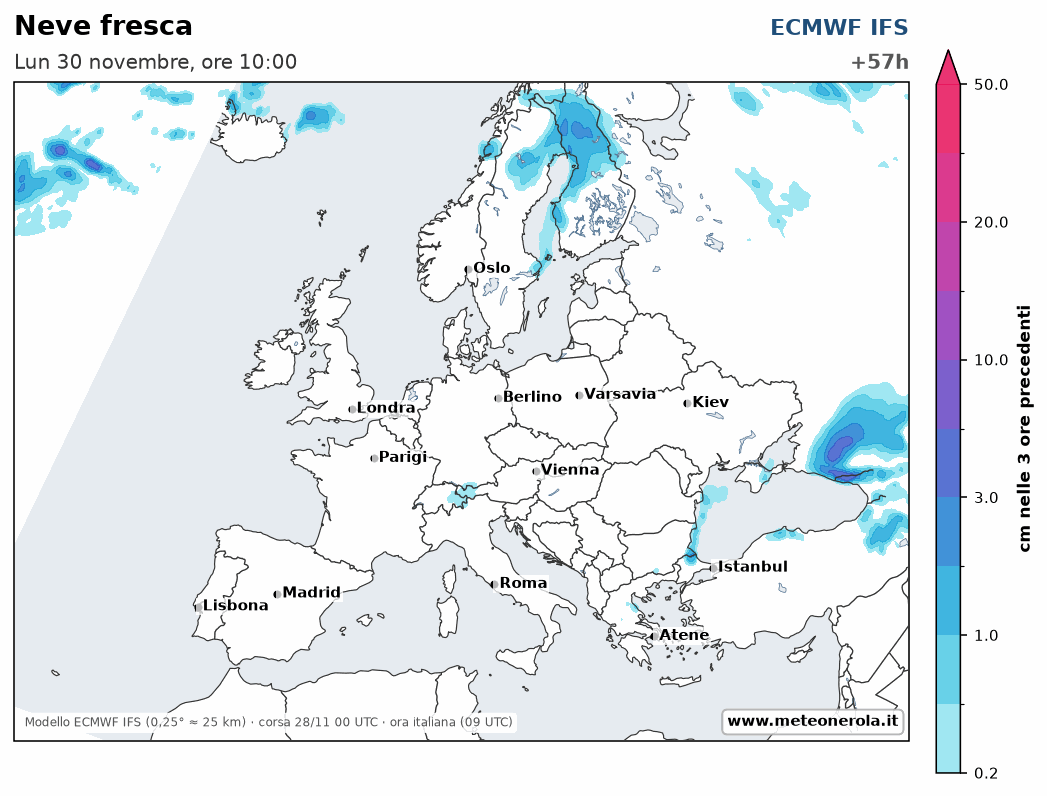 Neve fresca
ECMWF IFS
Lun 30 novembre, ore 10:00
+57h
50.0
20.0
10.0
3.0
1.0
0.2
cm nelle 3 ore precedenti
Oslo
Berlino
Varsavia
Kiev
Londra
Parigi
Vienna
Istanbul
Roma
Madrid
Lisbona
Atene
Modello ECMWF IFS (0,25° ≈ 25 km) · corsa 28/11 00 UTC · ora italiana (09 UTC)
www.meteonerola.it